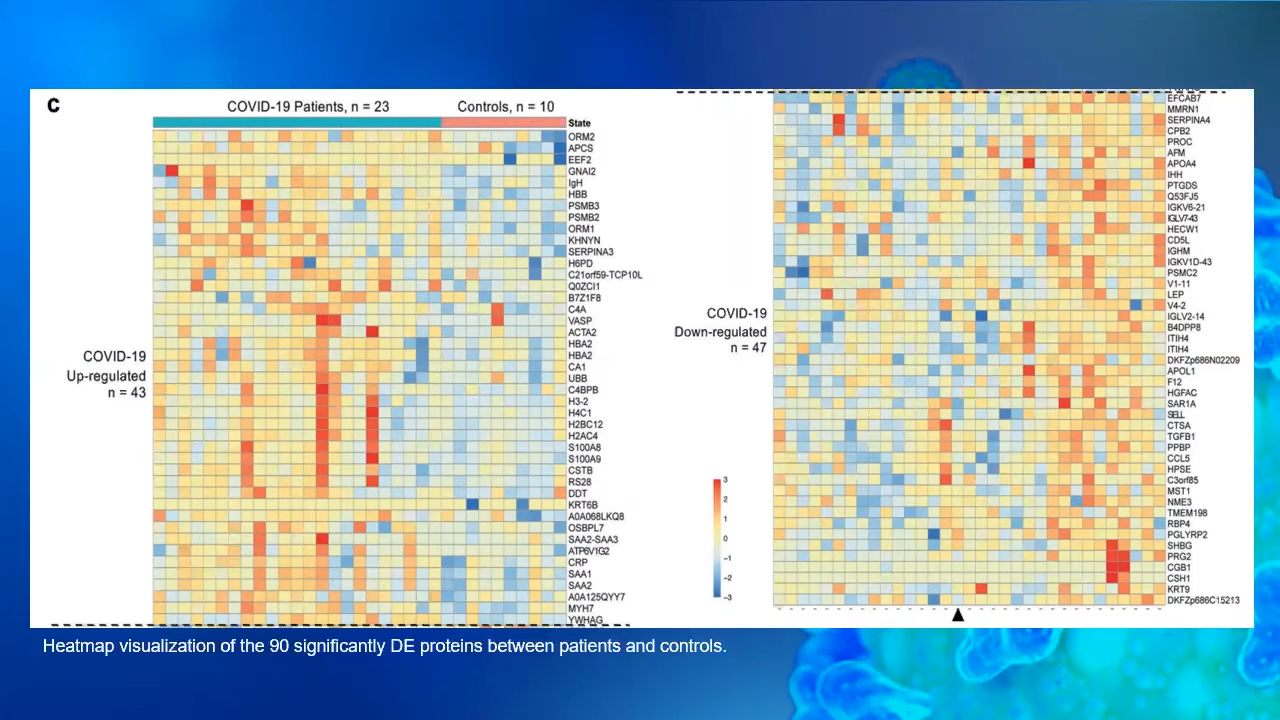 C
COVID-19 Patients, n = 23
Controls, n = 10
State
ORM2
APCS
EEF2
GNAI2
IgH
HBB
PSMB3
PSMB2
ORM1
KHNYN
SERPINA3
H6PD
C21orf59-TCP10L
Q0ZCI1
B7Z1F8
C4A
VASP
ACTA2
HBA2
HBA2
CA1
UBB
C4BPB
H3-2
H4C1
H2BC12
H2AC4
S100A8
S100A9
CSTB
RS28
DDT
KRT6B
A0A068LKQ8
OSBPL7
SAA2-SAA3
ATP6V1G2
CRP
SAA1
SAA2
A0A125QYY7
MYH7
YWHAG
COVID-19
Up-regulated
n = 43
EFCAB7
MMRN1
SERPINA4
CPB2
PROC
AFM
APOA4
IHH
PTGDS
Q53FJ5
IGKV6-21
IGLV7-43
HECW1
CD5L
IGHM
IGKV1D-43
PSMC2
V1-11
LEP
V4-2
IGLV2-14
B4DPP8
ITIH4
ITIH4
DKFZp686N02209
APOL1
F12
HGFAC
SAR1A
SELL
CTSA
TGFB1
PPBP
CCL5
HPSE
C3orf85
MST1
NME3
TMEM198
RBP4
PGLYRP2
SHBG
PRG2
CGB1
CSH1
KRT9
DKFZp686C15213
COVID-19
Down-regulated
n = 47
3
2
1
0
−1
−2
−3
Heatmap visualization of the 90 significantly DE proteins between patients and controls.